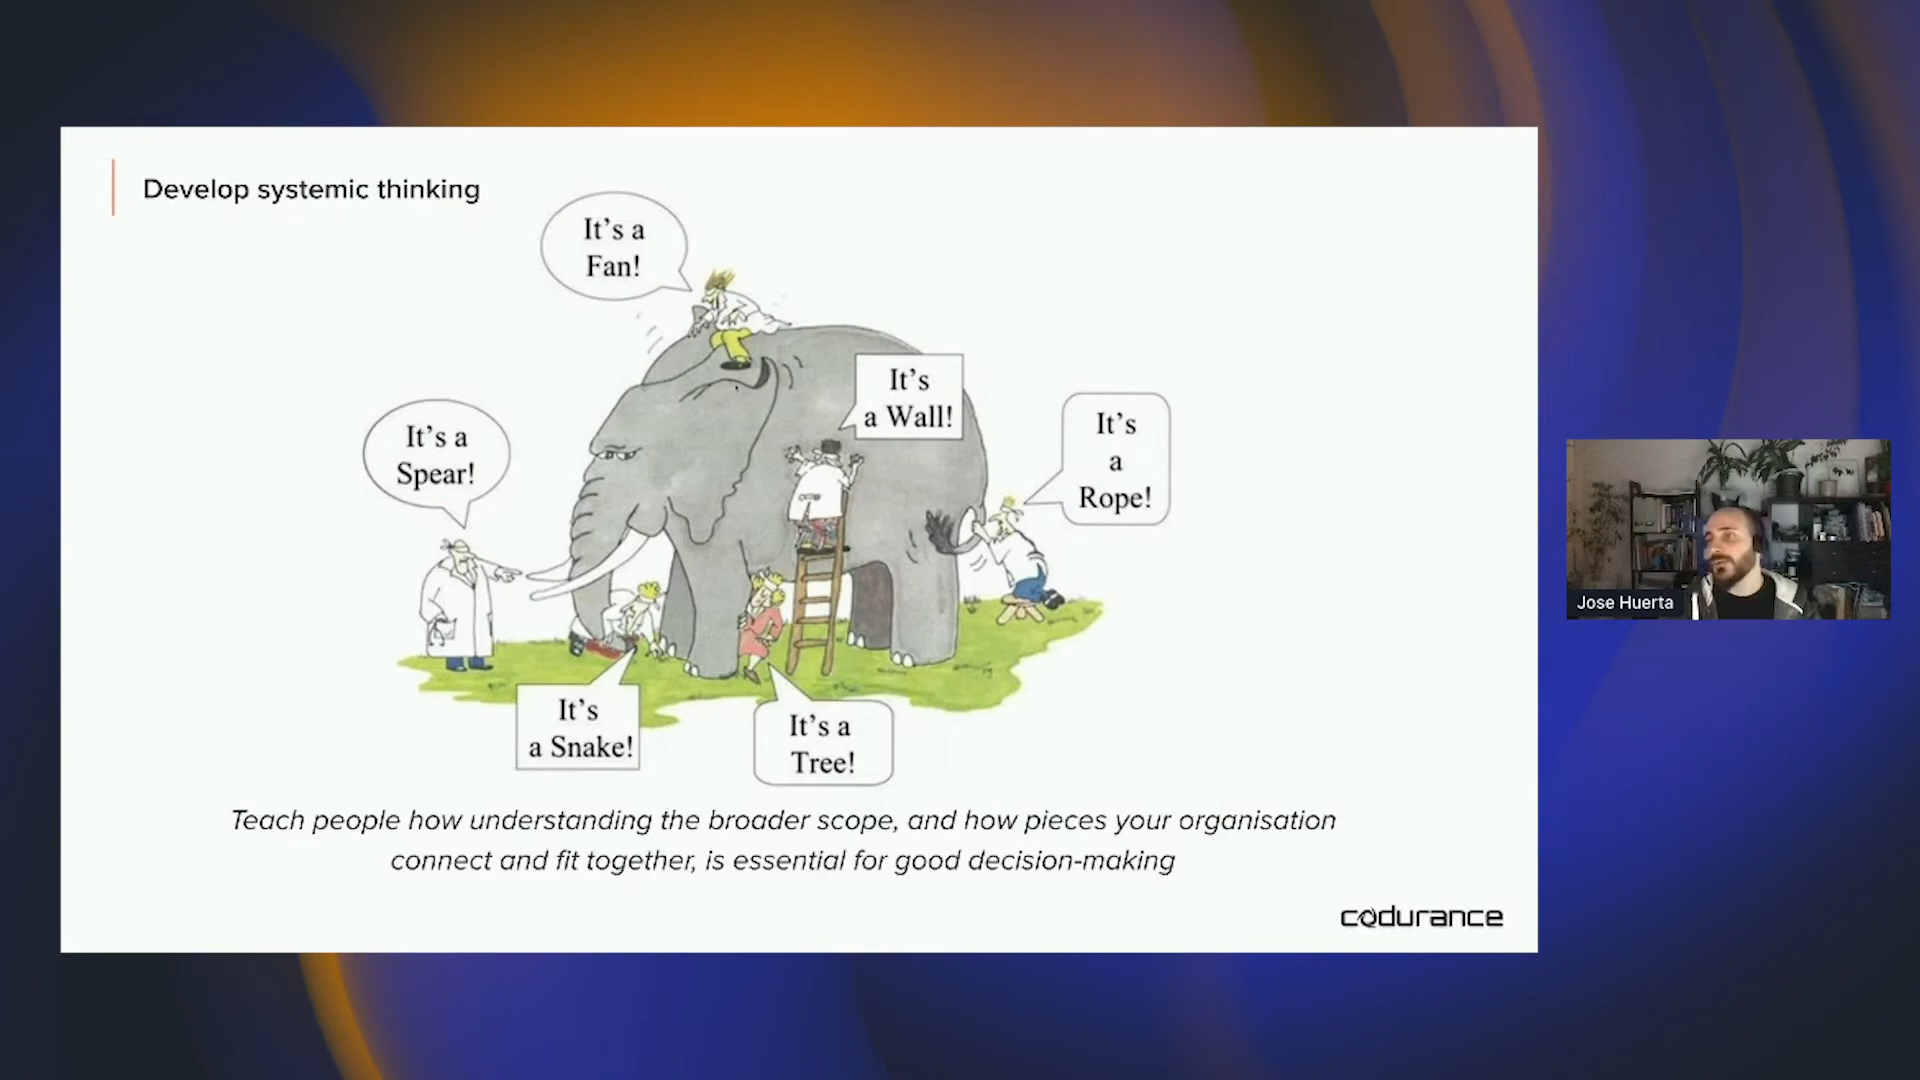 Develop systemic thinking
It's a
Fan!
It's
a Wall!
It's a
Spear!
It's
a
Rope!
It's
a Snake!
It's a
Tree!
Teach people how understanding the broader scope, and how pieces your organisation
connect and fit together, is essential for good decision-making
codurance
Jose Huerta